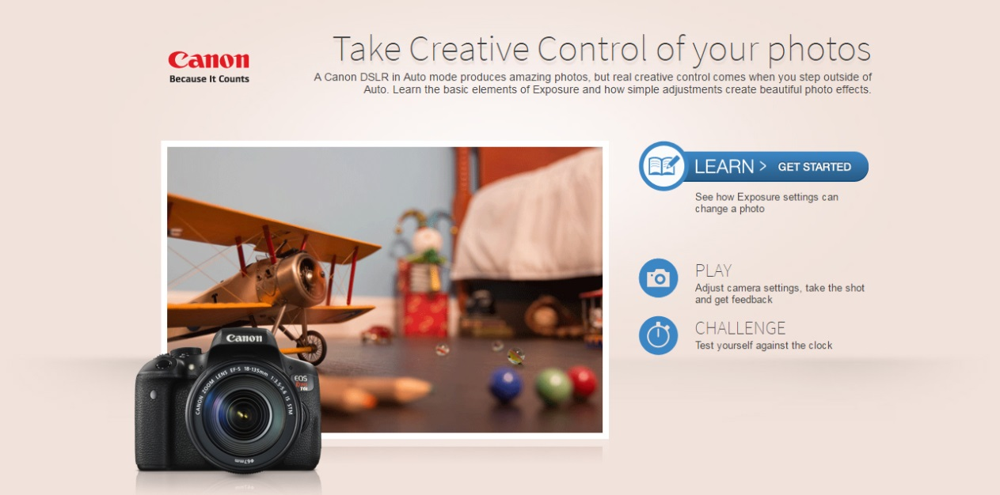 Canon
Because It Counts
Take Creative Control of your photos
A Canon DSLR in Auto mode produces amazing photos, but real creative control comes when you step outside of
Auto. Learn the basic elements of Exposure and how simple adjustments create beautiful photo effects.
LEARN > GET STARTED
See how Exposure settings can
change a photo
PLAY
Adjust camera settings, take the shot
and get feedback
CHALLENGE
Test yourself against the clock
Canon
EOS
T6i
CANON ZOOM LENS EF-S 18-135mm 1:3.5-5.6 IS STM
Φ67mm